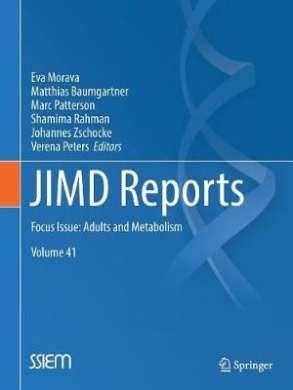 Eva Morava
Matthias Baumgartner
Marc Patterson
Shamima Rahman
Johannes Zschocke
Verena Peters Editors
JIMD Reports
Focus Issue: Adults and Metabolism
Volume 41
SSIEM
Springer